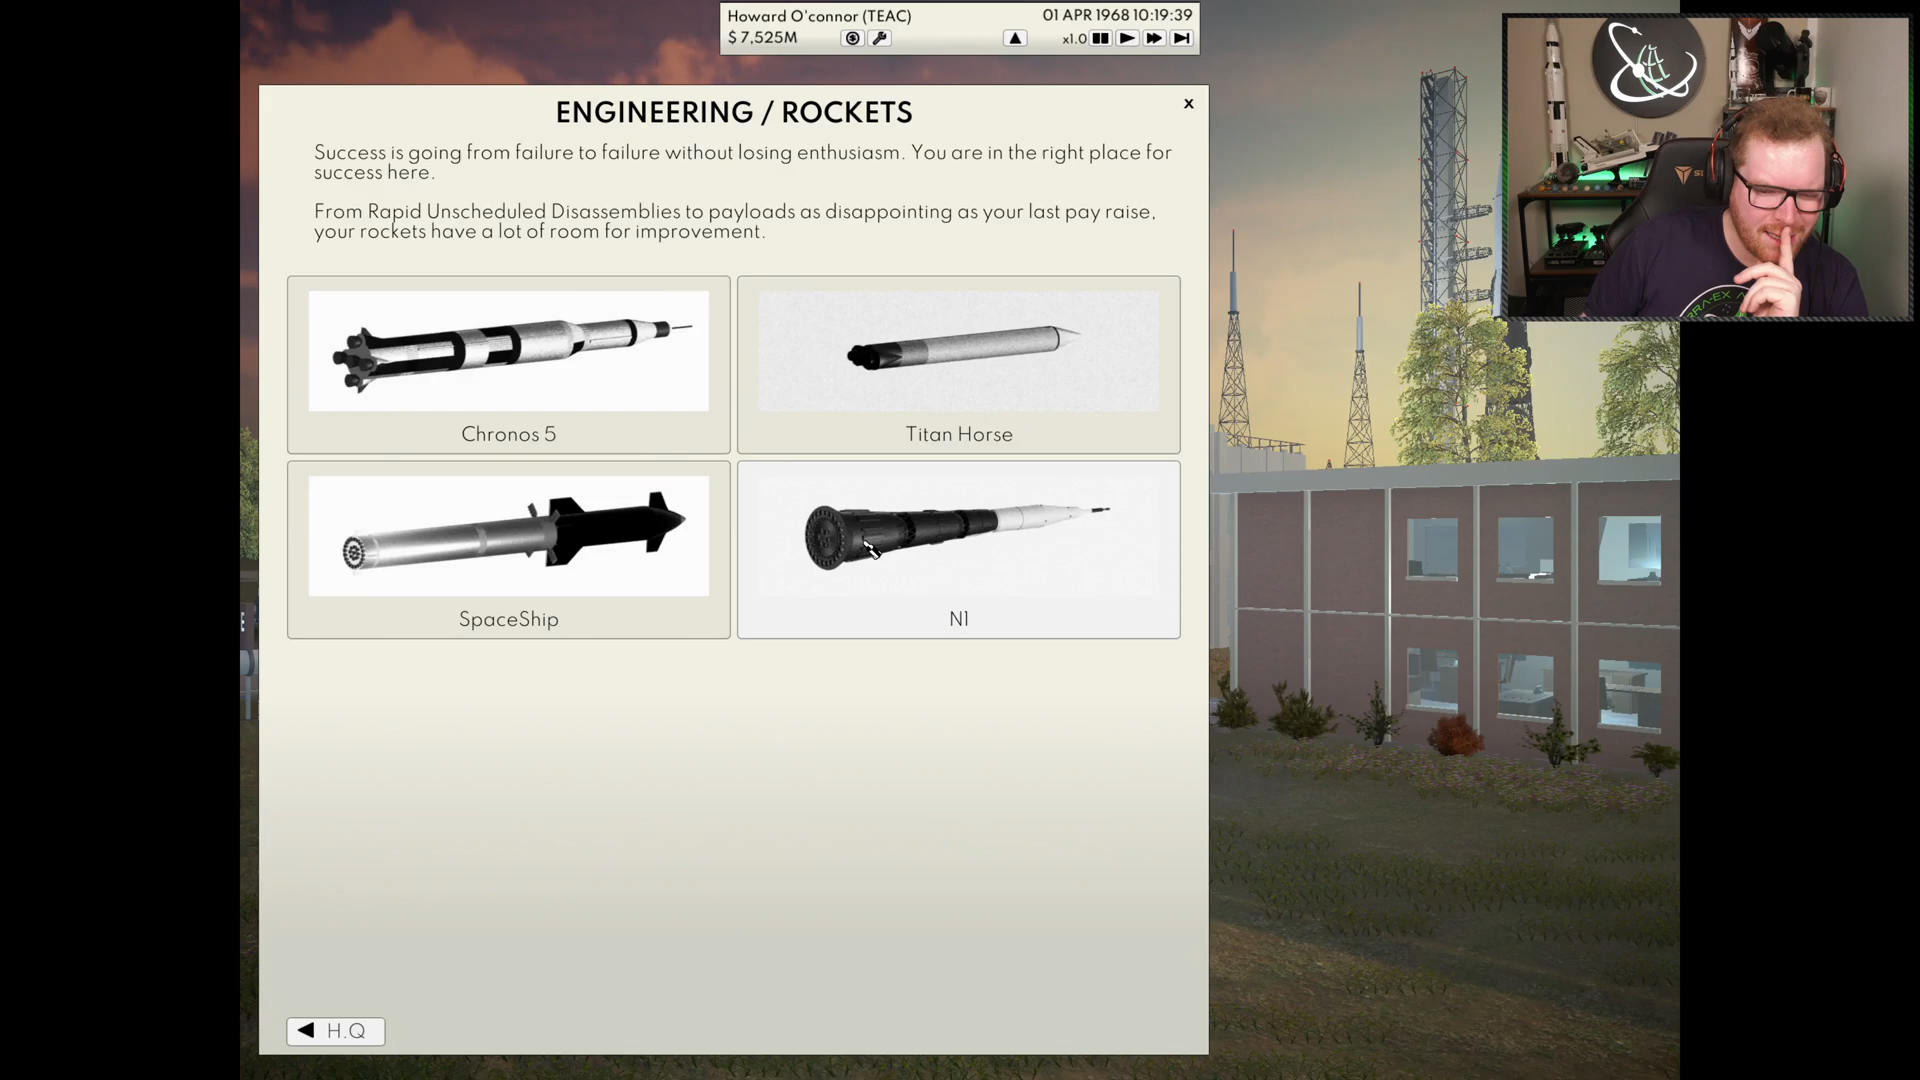 Howard O'connor (TEAC)
01 APR 1968 10:19:39
$ 7,525M
x1.0
ENGINEERING / ROCKETS
x
Success is going from failure to failure without losing enthusiasm. You are in the right place for
success here.
From Rapid Unscheduled Disassemblies to payloads as disappointing as your last pay raise,
your rockets have a lot of room for improvement.
Chronos 5
Titan Horse
SpaceShip
N1
H.Q